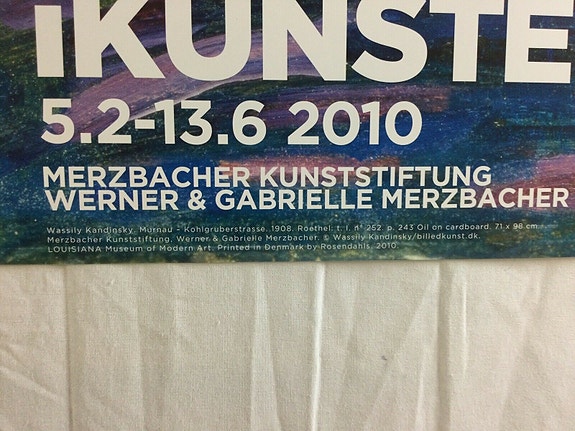 iKUNSTE
5.2-13.6 2010
MERZBACHER KUNSTSTIFTUNG
WERNER & GABRIELLE MERZBACHER
Wassily Kandinsky. Murnau – Kohlgruberstrasse. 1908. Roethel: t. I. n° 252. p. 243 Oil on cardboard. 71 x 98 cm.
Merzbacher Kunststiftung. Werner & Gabrielle Merzbacher. © Wassily Kandinsky/billedkunst.dk.
LOUISIANA Museum of Modern Art. Printed in Denmark by Rosendahls. 2010.